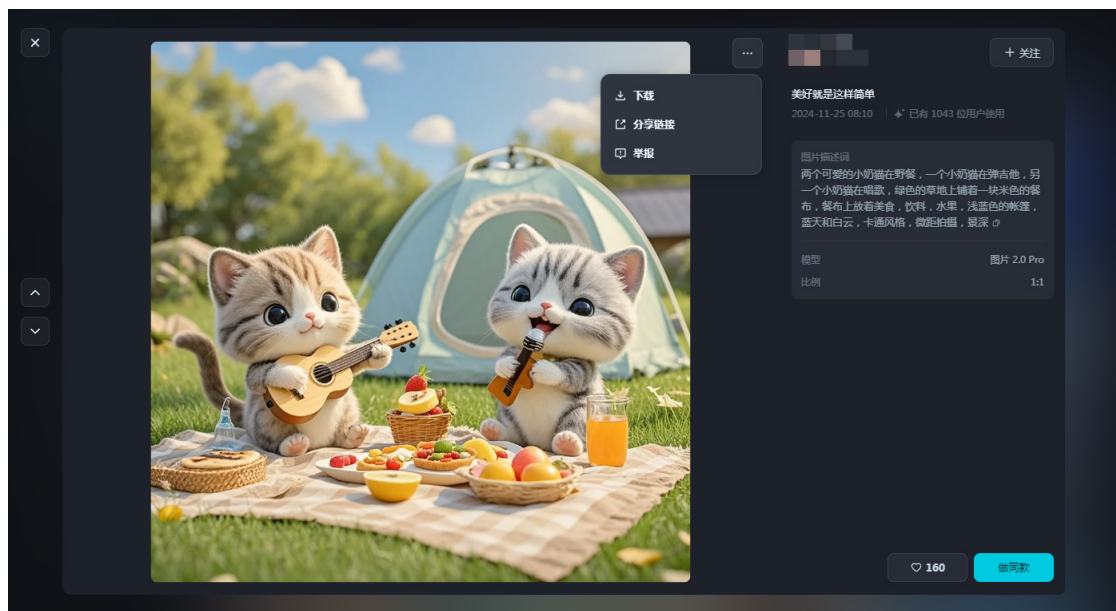 下载
分享链接
举报
+ 关注
美好就是这样简单
2024-11-25 08:10 已有 1043 位用户使用
图片描述词
两个可爱的小奶猫在野餐，一个小奶猫在弹吉他，另
一个小奶猫在唱歌，绿色的草地上铺着一块米色的餐
布，餐布上放着美食，饮料，水果，浅蓝色的帐篷，
蓝天和白云，卡通风格，微距拍摄，景深
模型 图片 2.0 Pro
比例 1:1
160
做同款